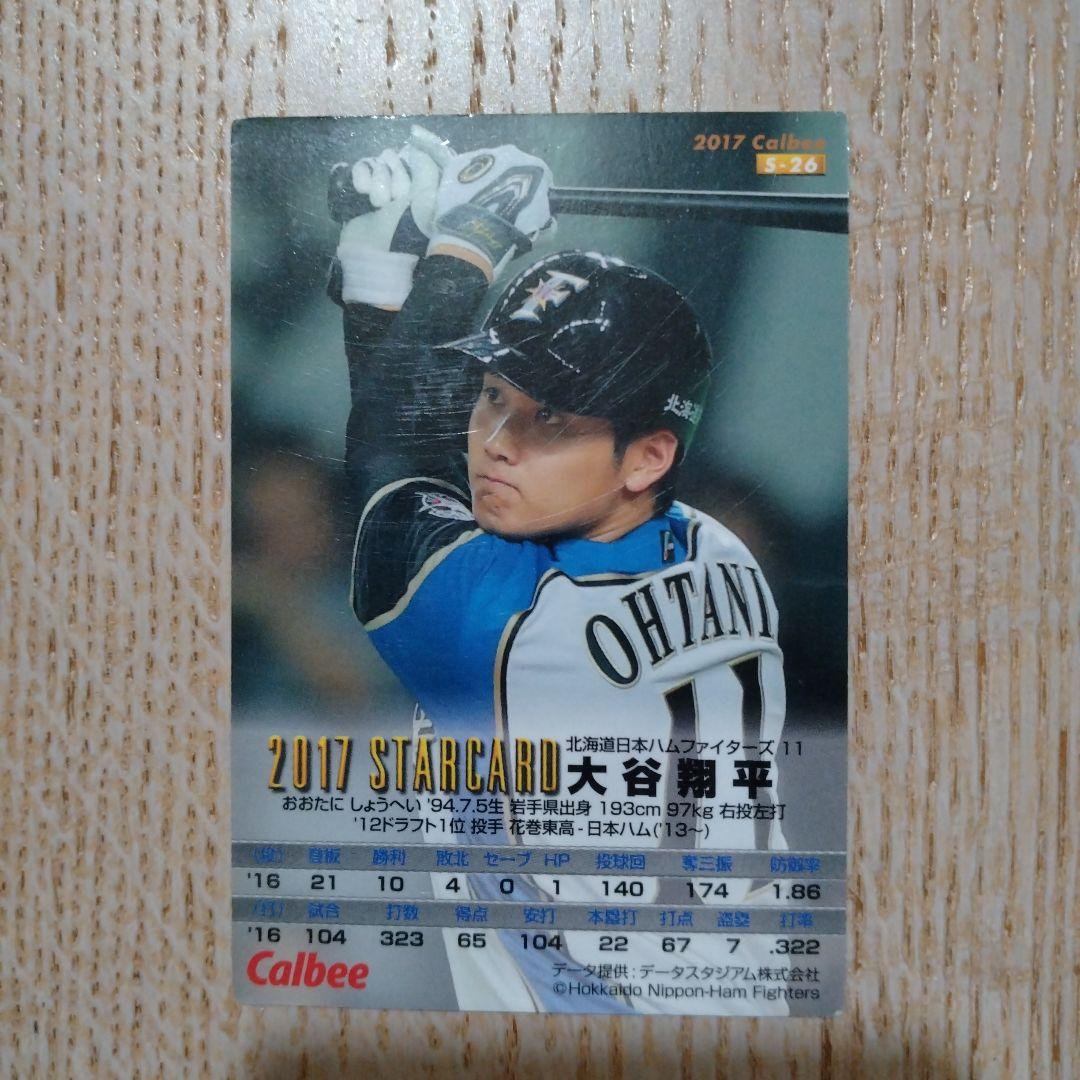 2017 Calbee
S-26
F
北海道
OHTANI
11
2017 STARCARD
北海道日本ハムファイターズ 11
大谷翔平
おおたに しょうへい '94.7.5生 岩手県出身 193cm 97kg 右投左打
'12ドラフト1位 投手 花巻東高-日本ハム('13〜)
(投) 登板 勝利 敗北 セーブ HP 投球回 奪三振 防御率
'16 21 10 4 0 1 140 174 1.86
(打) 試合 打数 得点 安打 本塁打 打点 盗塁 打率
'16 104 323 65 104 22 67 7 .322
Calbee
データ提供:データスタジアム株式会社
©Hokkaido Nippon-Ham Fighters